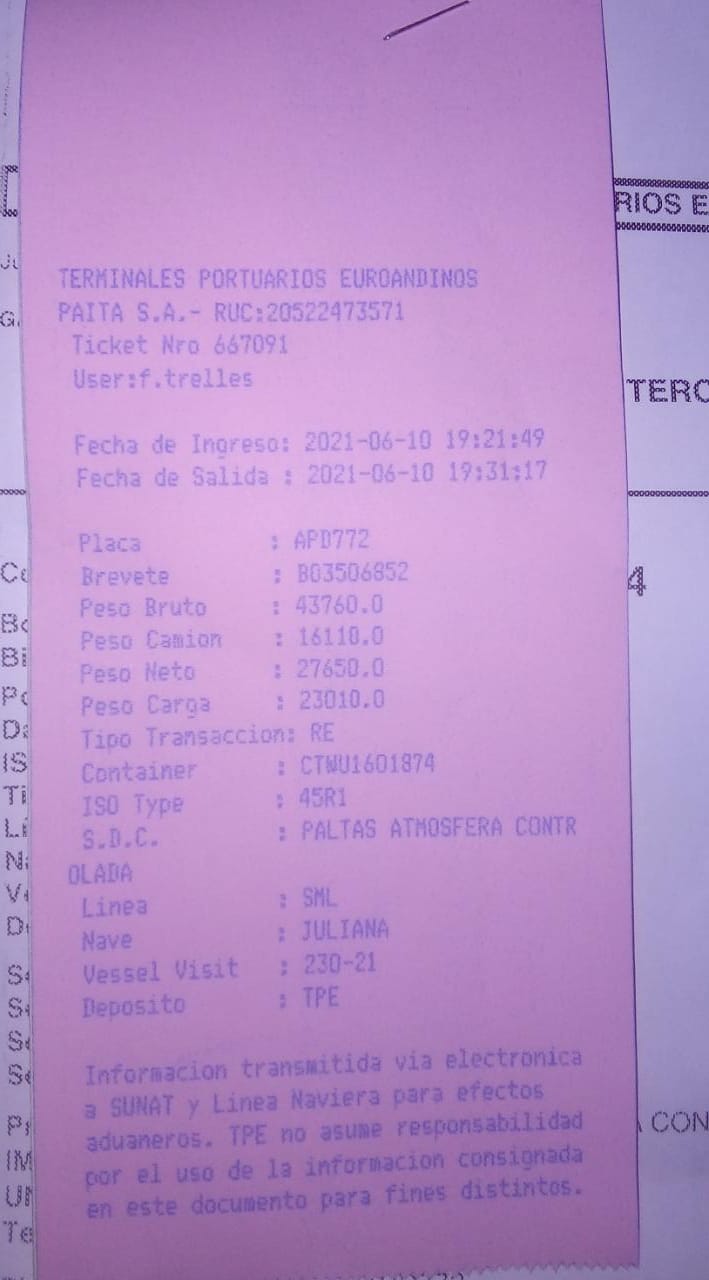 TERMINALES PORTUARIOS EUROANDINOS
PAITA S.A.- RUC:20522473571
Ticket Nro 667091
User:f.trelles
Fecha de Ingreso: 2021-06-10 19:21:49
Fecha de Salida : 2021-06-10 19:31:17
Placa : APD772
Brevete : B03506852
Peso Bruto : 43760.0
Peso Camion : 16110.0
Peso Neto : 27650.0
Peso Carga : 23010.0
Tipo Transaccion: RE
Container : CTWU1601874
ISO Type : 45R1
S.D.C. : PALTAS ATMOSFERA CONTR
OLADA
Linea : SML
Nave : JULIANA
Vessel Visit : 230-21
Deposito : TPE
Informacion transmitida via electronica
a SUNAT y Linea Naviera para efectos
aduaneros. TPE no asume responsabilidad
por el uso de la informacion consignada
en este documento para fines distintos.
RIOS E
TERC
4
CON